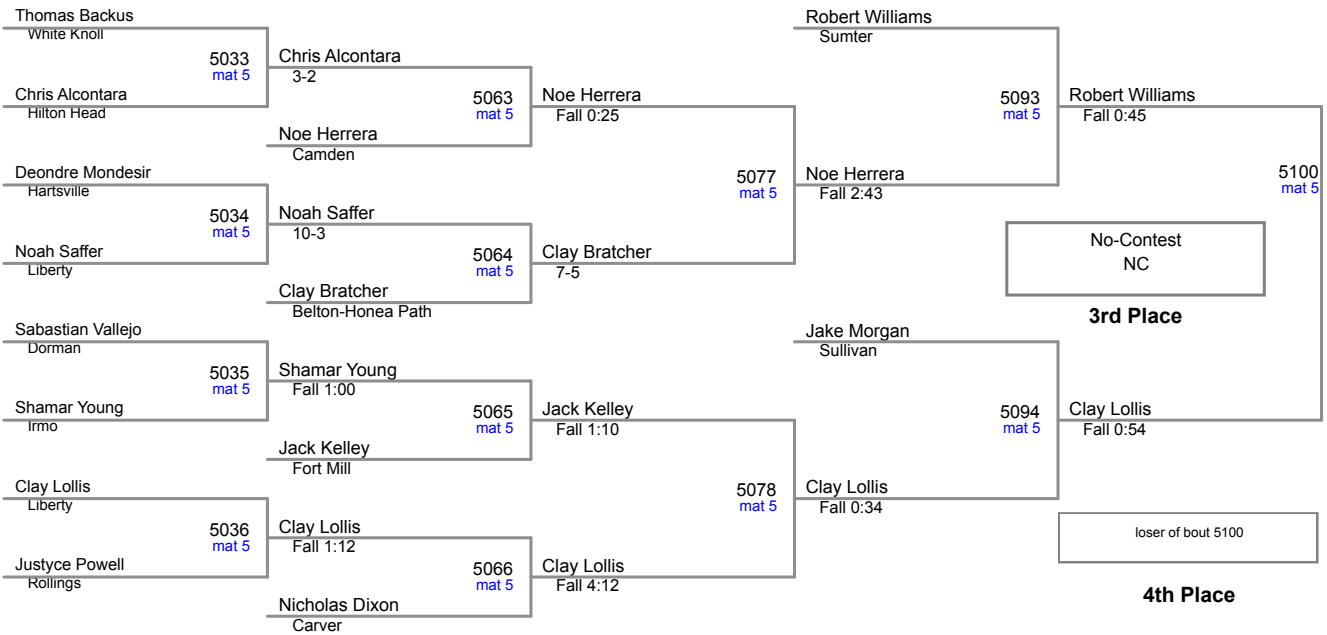 Thomas Backus
White Knoll
5033
mat 5
Chris Alcontara
Hilton Head
Deondre Mondesir
Hartsville
5034
mat 5
Noah Saffer
Liberty
Sabastian Vallejo
Dorman
5035
mat 5
Shamar Young
Irmo
Clay Lollis
Liberty
5036
mat 5
Justyce Powell
Rollings
Chris Alcontara
3-2
5063
mat 5
Noe Herrera
Camden
Noah Saffer
10-3
5064
mat 5
Clay Bratcher
Belton-Honea Path
Shamar Young
Fall 1:00
5065
mat 5
Jack Kelley
Fort Mill
Clay Lollis
Fall 1:12
5066
mat 5
Nicholas Dixon
Carver
Noe Herrera
Fall 0:25
5077
mat 5
Clay Bratcher
7-5
Jack Kelley
Fall 1:10
5078
mat 5
Clay Lollis
Fall 4:12
Robert Williams
Sumter
5093
mat 5
Noe Herrera
Fall 2:43
Jake Morgan
Sullivan
5094
mat 5
Clay Lollis
Fall 0:34
Robert Williams
Fall 0:45
5100
mat 5
Clay Lollis
Fall 0:54
No-Contest
NC
3rd Place
loser of bout 5100
4th Place